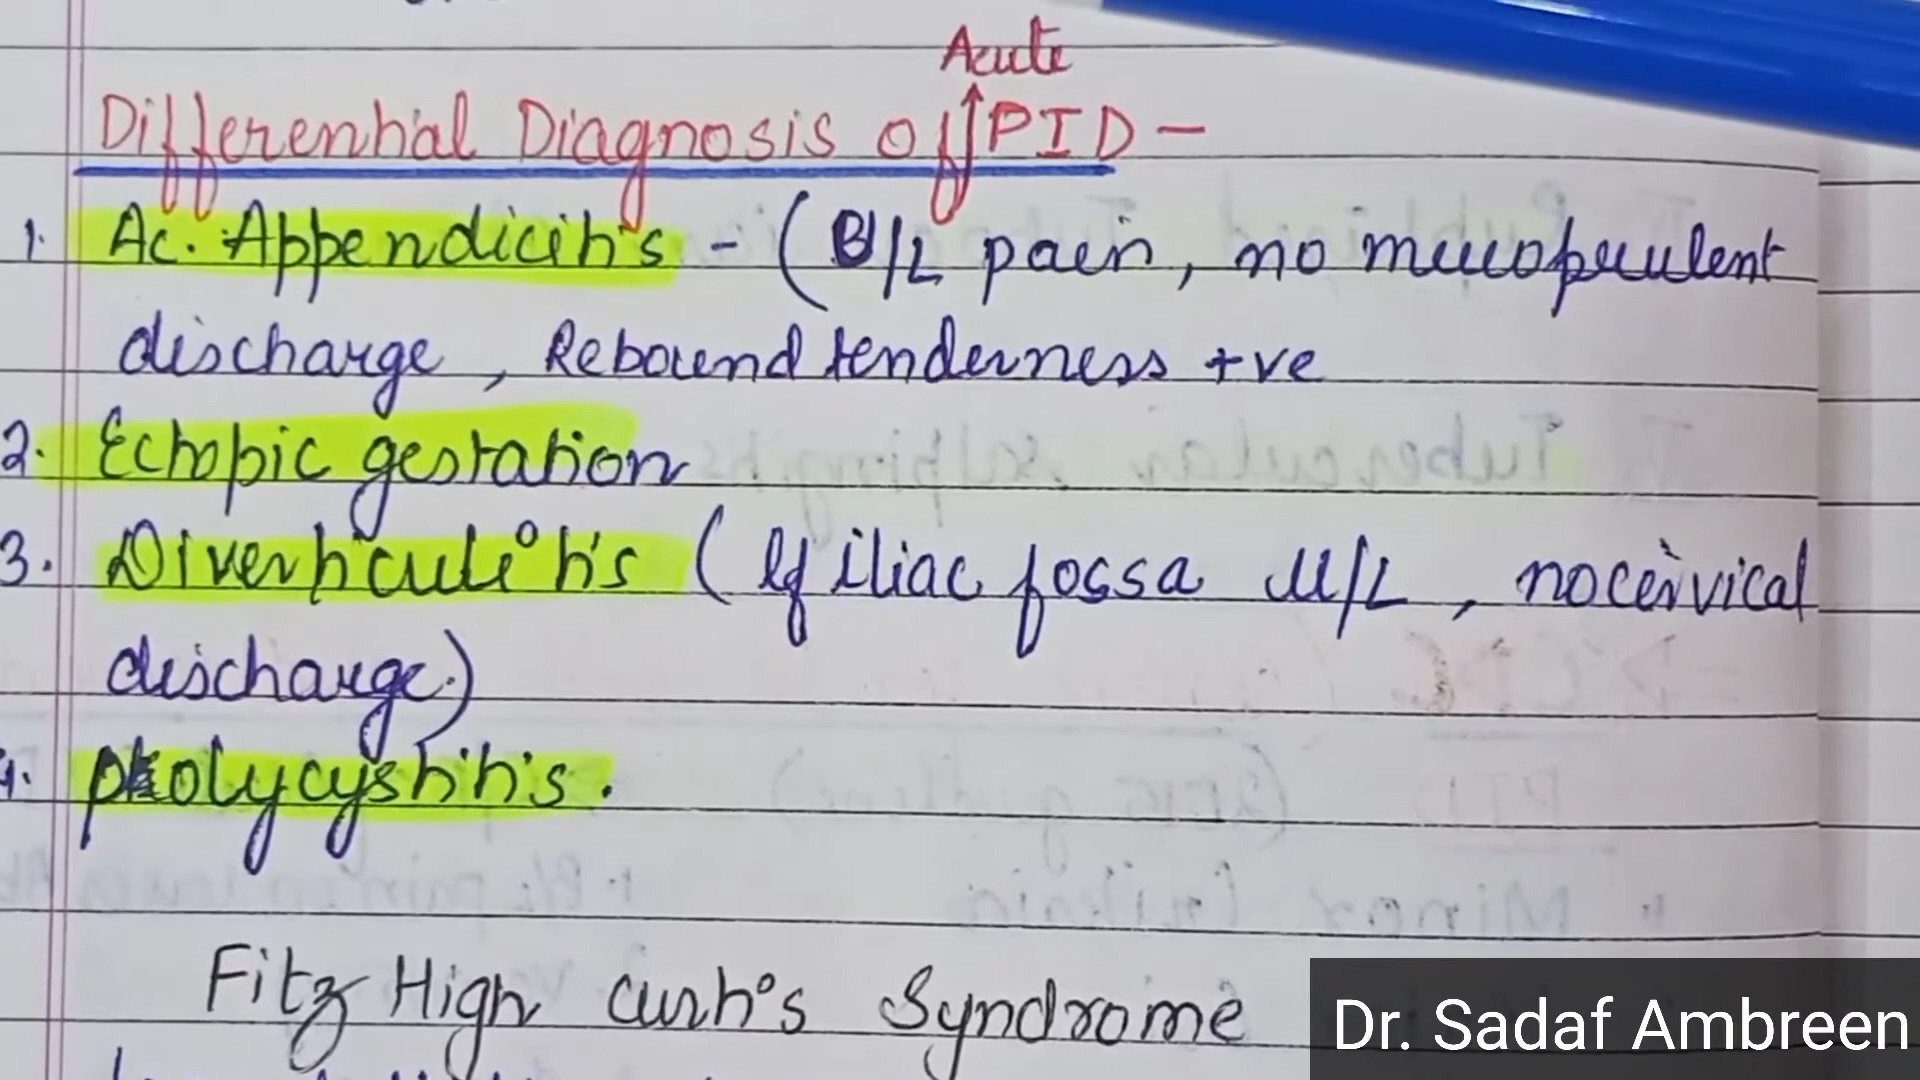 Acute
Differential Diagnosis of PID -
1. Ac. Appendicitis - ( B/L pain, no mucopurulent
discharge, Rebound tenderness +ve
2. Ectopic gestation
3. Diverticulitis ( lf iliac fossa U/L, no cervical
discharge.)
4. polycystitis.
Fitz High curti's Syndrome
Dr. Sadaf Ambreen